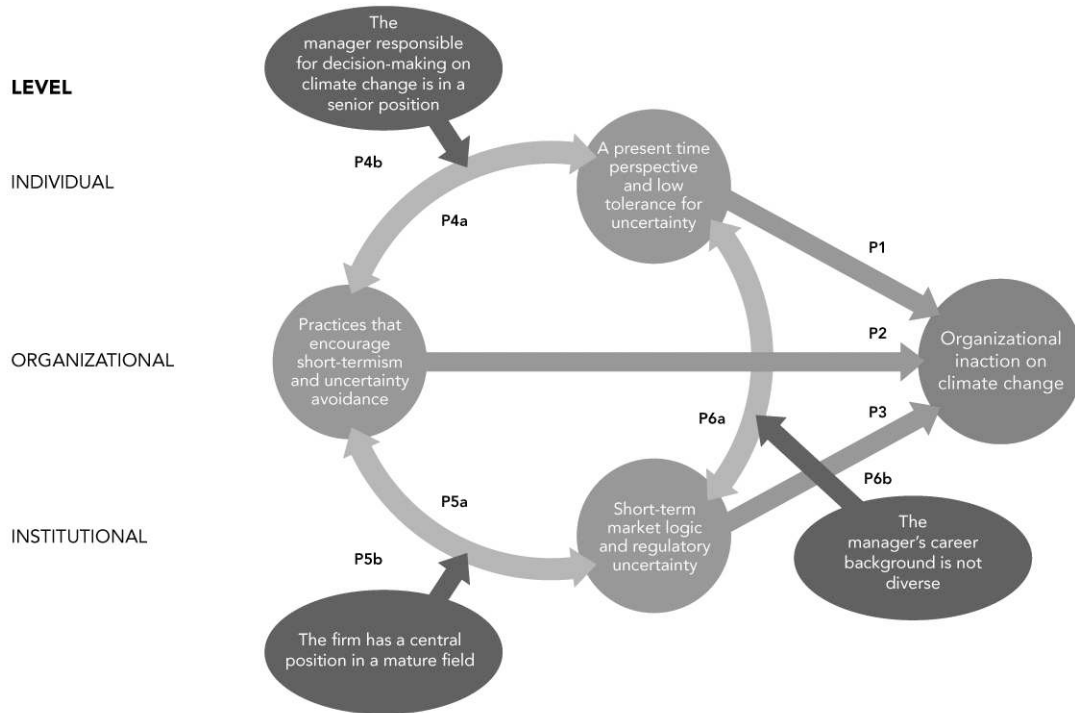 The
manager responsible
for decision-making on
climate change is in a
senior position
LEVEL
P4b
INDIVIDUAL
A present time
perspective
and low
tolerance for
uncertainty
P4a
P1
Practices that
encourage
short-termism
and uncertainty
avoidance
ORGANIZATIONAL
P2
Organizational
inaction on
climate change
P6a
P3
P5a
P6b
INSTITUTIONAL
Short-term
market logic
and regulatory
uncertainty
The
manager's career
background is not
diverse
P5b
The firm has a central
position in a mature field